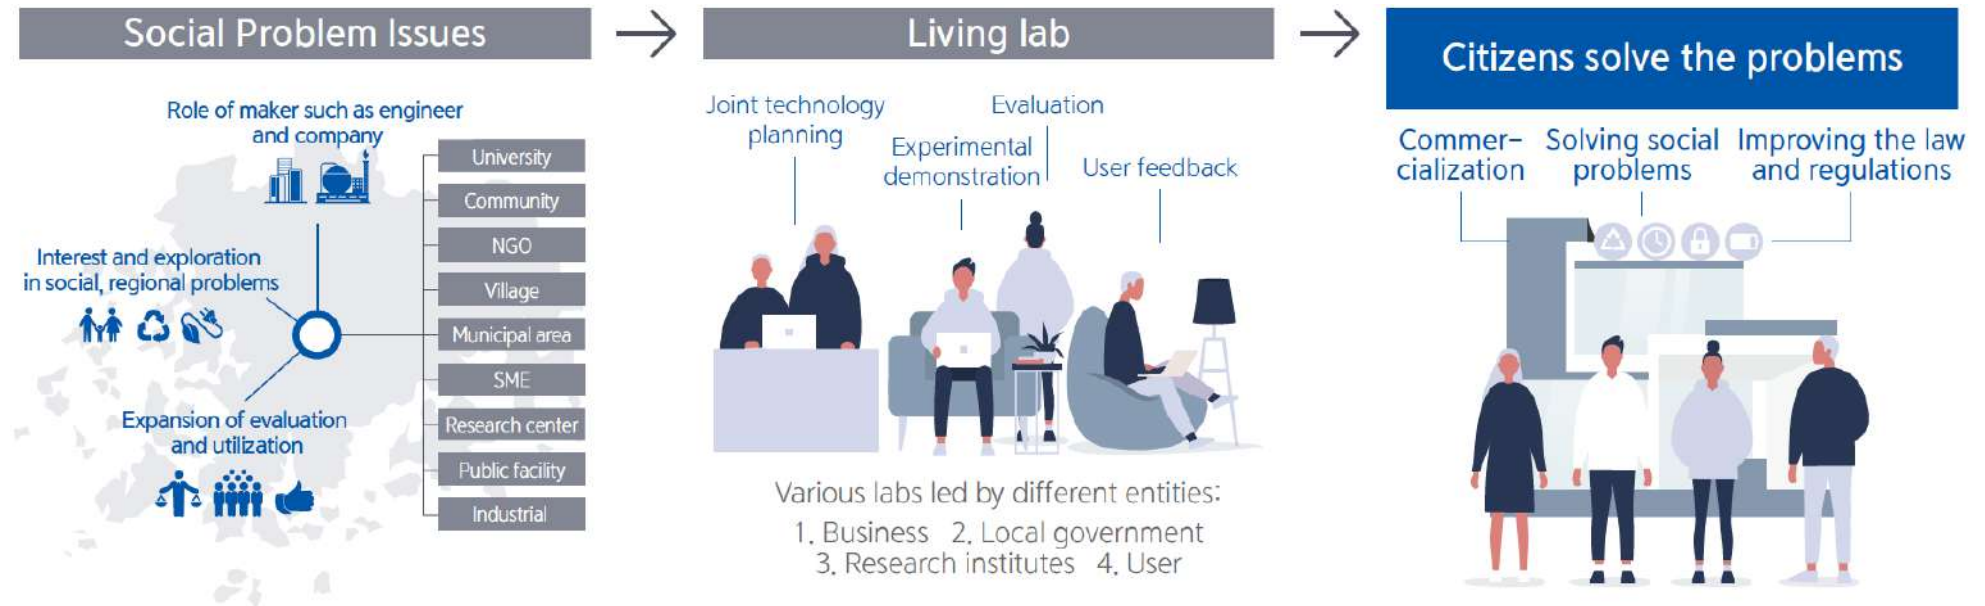 Social Problem Issues
Role of maker such as engineer
and company
Interest and exploration
in social, regional problems
Expansion of evaluation
and utilization
University
Community
NGO
Village
Municipal area
SME
Research center
Public facility
Industrial
Living lab
Joint technology
planning
Experimental
demonstration
Evaluation
User feedback
Various labs led by different entities:
1. Business 2. Local government
3. Research institutes 4. User
Citizens solve the problems
Commer-
cialization
Solving social
problems
Improving the law
and regulations